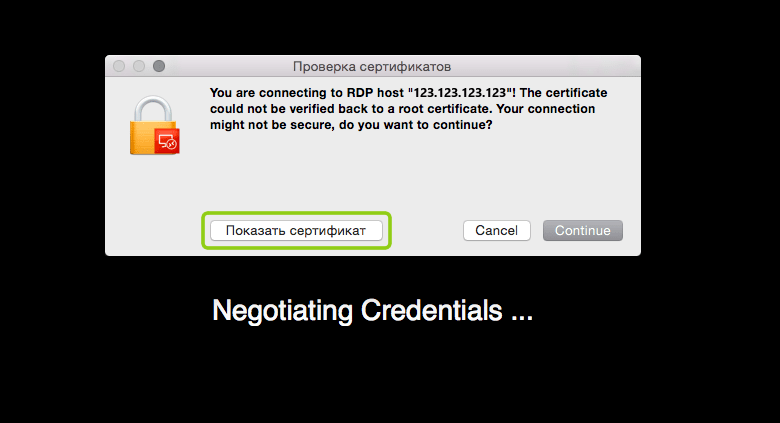 Проверка сертификатов
You are connecting to RDP host "123.123.123.123"! The certificate
could not be verified back to a root certificate. Your connection
might not be secure, do you want to continue?
Показать сертификат
Cancel
Continue
Negotiating Credentials ...